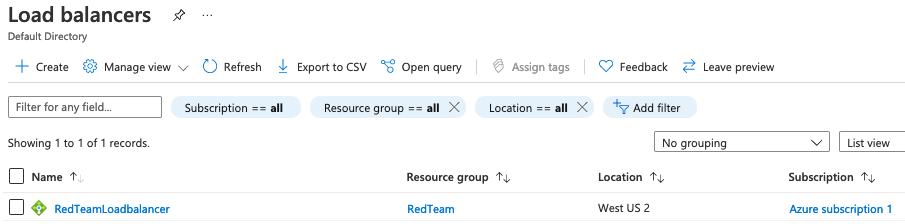 Load balancers
Default Directory
Create Manage view Refresh Export to CSV Open query Assign tags Feedback Leave preview
Filter for any field... Subscription == all Resource group == all Location == all Add filter
Showing 1 to 1 of 1 records. No grouping List view
Name Resource group Location Subscription
RedTeamLoadbalancer RedTeam West US 2 Azure subscription 1